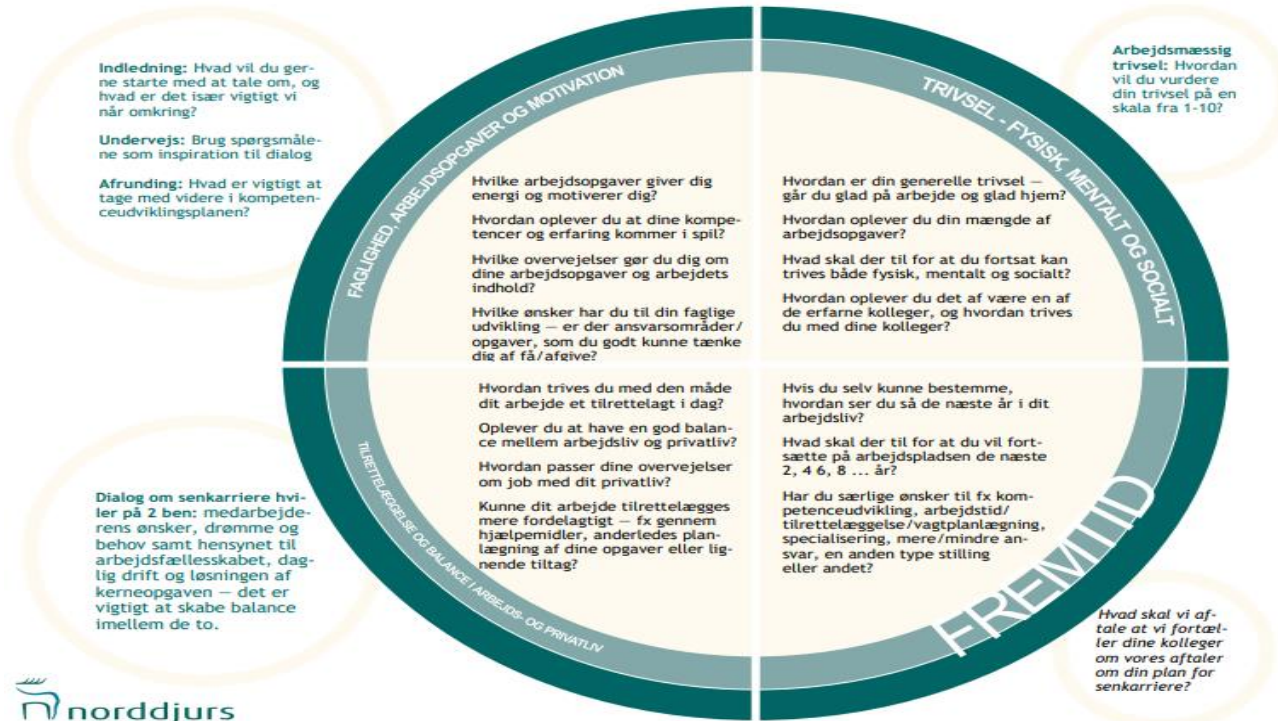 Indledning: Hvad vil du ger-
ne starte med at tale om, og
hvad er det især vigtigt vi
når omkring?
Undervejs: Brug spørgsmåle-
ne som inspiration til dialog
Afrunding: Hvad er vigtigt at
tage med videre i kompeten-
ceudviklingsplanen?
FAGLIGHED, ARBEJDSOPGAVER OG MOTIVATION
Hvilke arbejdsopgaver giver dig
energi og motiverer dig?
Hvordan oplever du at dine kompe-
tencer og erfaring kommer i spil?
Hvilke overvejelser gør du dig om
dine arbejdsopgaver og arbejdets
indhold?
Hvilke ønsker har du til din faglige
udvikling — er der ansvarsområder/
opgaver, som du godt kunne tænke
dig af få/afgive?
TRIVSEL - FYSISK, MENTALT OG SOCIALT
Hvordan er din generelle trivsel —
går du glad på arbejde og glad hjem?
Hvordan oplever du din mængde af
arbejdsopgaver?
Hvad skal der til for at du fortsat kan
trives både fysisk, mentalt og socialt?
Hvordan oplever du det af være en af
de erfarne kolleger, og hvordan trives
du med dine kolleger?
Arbejdsmæssig
trivsel: Hvordan
vil du vurdere
din trivsel på en
skala fra 1-10?
Dialog om senkarriere hvi-
ler på 2 ben: medarbejde-
rens ønsker, drømme og
behov samt hensynet til
arbejdsfællesskabet, dag-
lig drift og løsningen af
kerneopgaven — det er
vigtigt at skabe balance
imellem de to.
TILRETTELÆGGELSE OG BALANCE I ARBEJDS- OG PRIVATLIV
Hvordan trives du med den måde
dit arbejde et tilrettelagt i dag?
Oplever du at have en god balan-
ce mellem arbejdsliv og privatliv?
Hvordan passer dine overvejelser
om job med dit privatliv?
Kunne dit arbejde tilrettelægges
mere fordelagtigt — fx gennem
hjælpemidler, anderledes plan-
lægning af dine opgaver eller lig-
nende tiltag?
Hvis du selv kunne bestemme,
hvordan ser du så de næste år i dit
arbejdsliv?
Hvad skal der til for at du vil fort-
sætte på arbejdspladsen de næste
2, 4 6, 8 ... år?
Har du særlige ønsker til fx kom-
petenceudvikling, arbejdstid/
tilrettelæggelse/vagtplanlægning,
specialisering, mere/mindre an-
svar, en anden type stilling
eller andet?
FREMTID
Hvad skal vi af-
tale at vi fortæl-
ler dine kolleger
om vores aftaler
om din plan for
senkarriere?
norddjurs